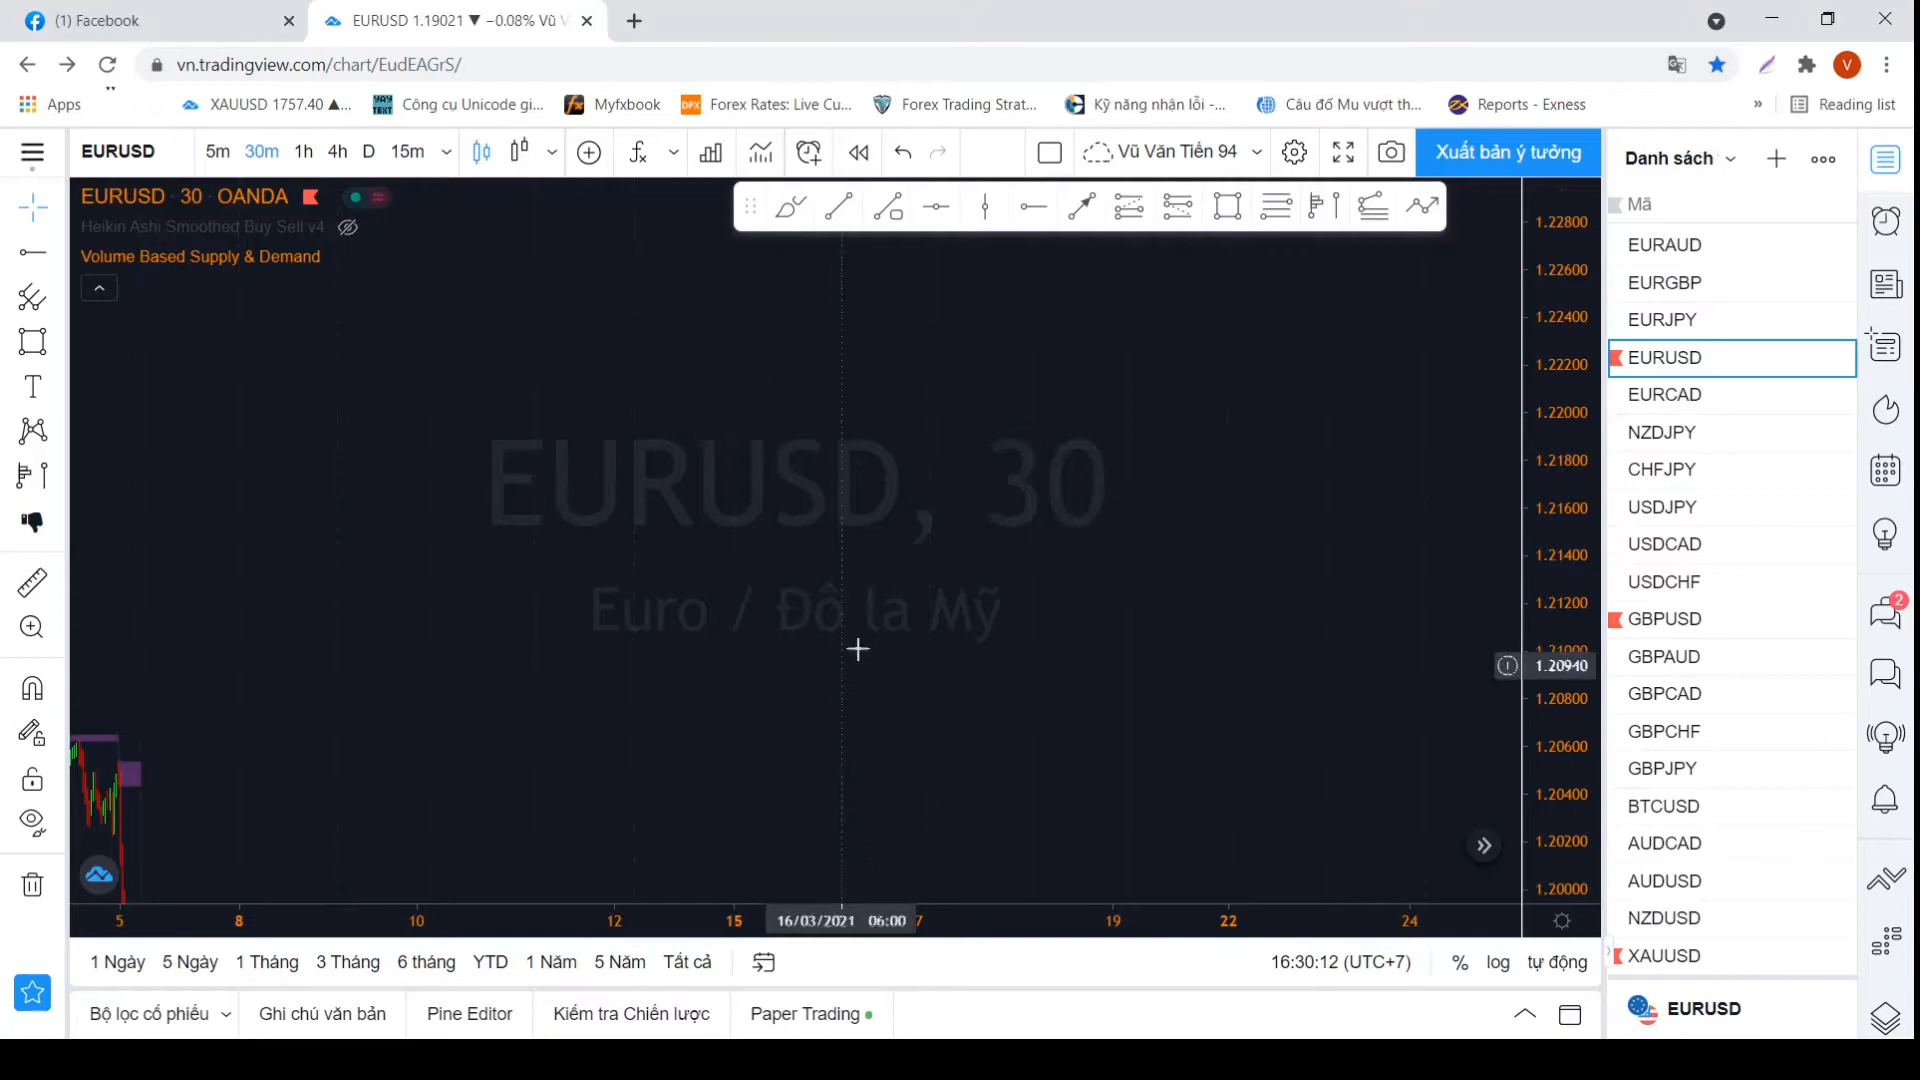 (1) Facebook
EURUSD 1.19021 ▼ −0.08% Vũ V
vn.tradingview.com/chart/EudEAGrS/
V
Apps
XAUUSD 1757.40 ▲...
YAY TEXT
Công cụ Unicode gi...
Myfxbook
DFX
Forex Rates: Live Cu...
Forex Trading Strat...
Kỹ năng nhận lỗi -...
Câu đố Mu vượt th...
Reports - Exness
»
Reading list
EURUSD
5m 30m 1h 4h D 15m
Vũ Văn Tiến 94
Xuất bản ý tưởng
Danh sách
EURUSD · 30 · OANDA
Heikin Ashi Smoothed Buy Sell v4
Volume Based Supply & Demand
EURUSD, 30
Euro / Đô la Mỹ
1.22800
1.22600
1.22400
1.22200
1.22000
1.21800
1.21600
1.21400
1.21200
1.21000
1.20940
1.20800
1.20600
1.20400
1.20200
1.20000
Mã
EURAUD
EURGBP
EURJPY
EURUSD
EURCAD
NZDJPY
CHFJPY
USDJPY
USDCAD
USDCHF
GBPUSD
GBPAUD
GBPCAD
GBPCHF
GBPJPY
BTCUSD
AUDCAD
AUDUSD
NZDUSD
XAUUSD
2
5 8 10 12 15 16/03/2021 06:00 7 19 22 24
1 Ngày 5 Ngày 1 Tháng 3 Tháng 6 tháng YTD 1 Năm 5 Năm Tất cả
16:30:12 (UTC+7) % log tự động
Bộ lọc cổ phiếu Ghi chú văn bản Pine Editor Kiểm tra Chiến lược Paper Trading
EURUSD